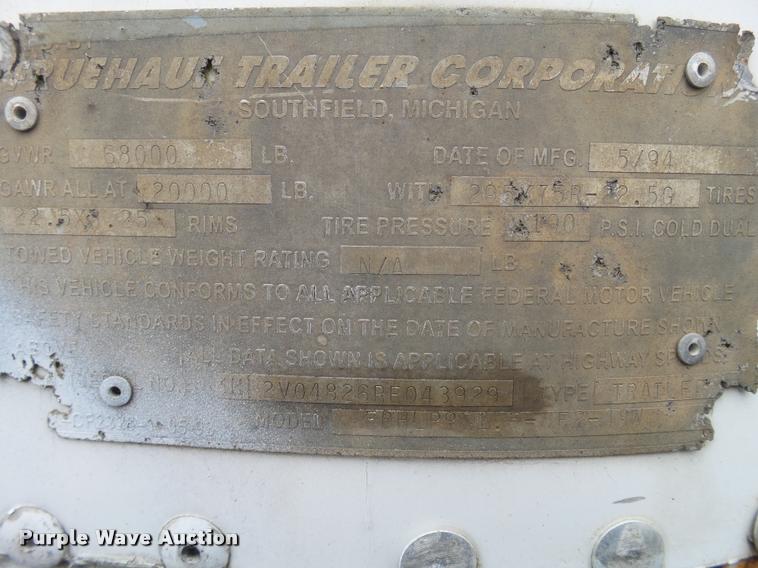 TRAILER CORPORATION
SOUTHFIELD, MICHIGAN
GVWR 68000 LB. DATE OF MFG. 5/94
GAWR ALL AT 20000 LB. WITH TIRES
RIMS TIRE PRESSURE 100 P.S.I. COLD DUAL
TOWED VEHICLE WEIGHT RATING N/A LB
THIS VEHICLE CONFORMS TO ALL APPLICABLE FEDERAL MOTOR VEHICLE
SAFETY STANDARDS IN EFFECT ON THE DATE OF MANUFACTURE SHOWN
ALL DATA SHOWN IS APPLICABLE AT HIGHWAY SPEEDS
NO. TYPE TRAILER
MODEL
Purple Wave Auction